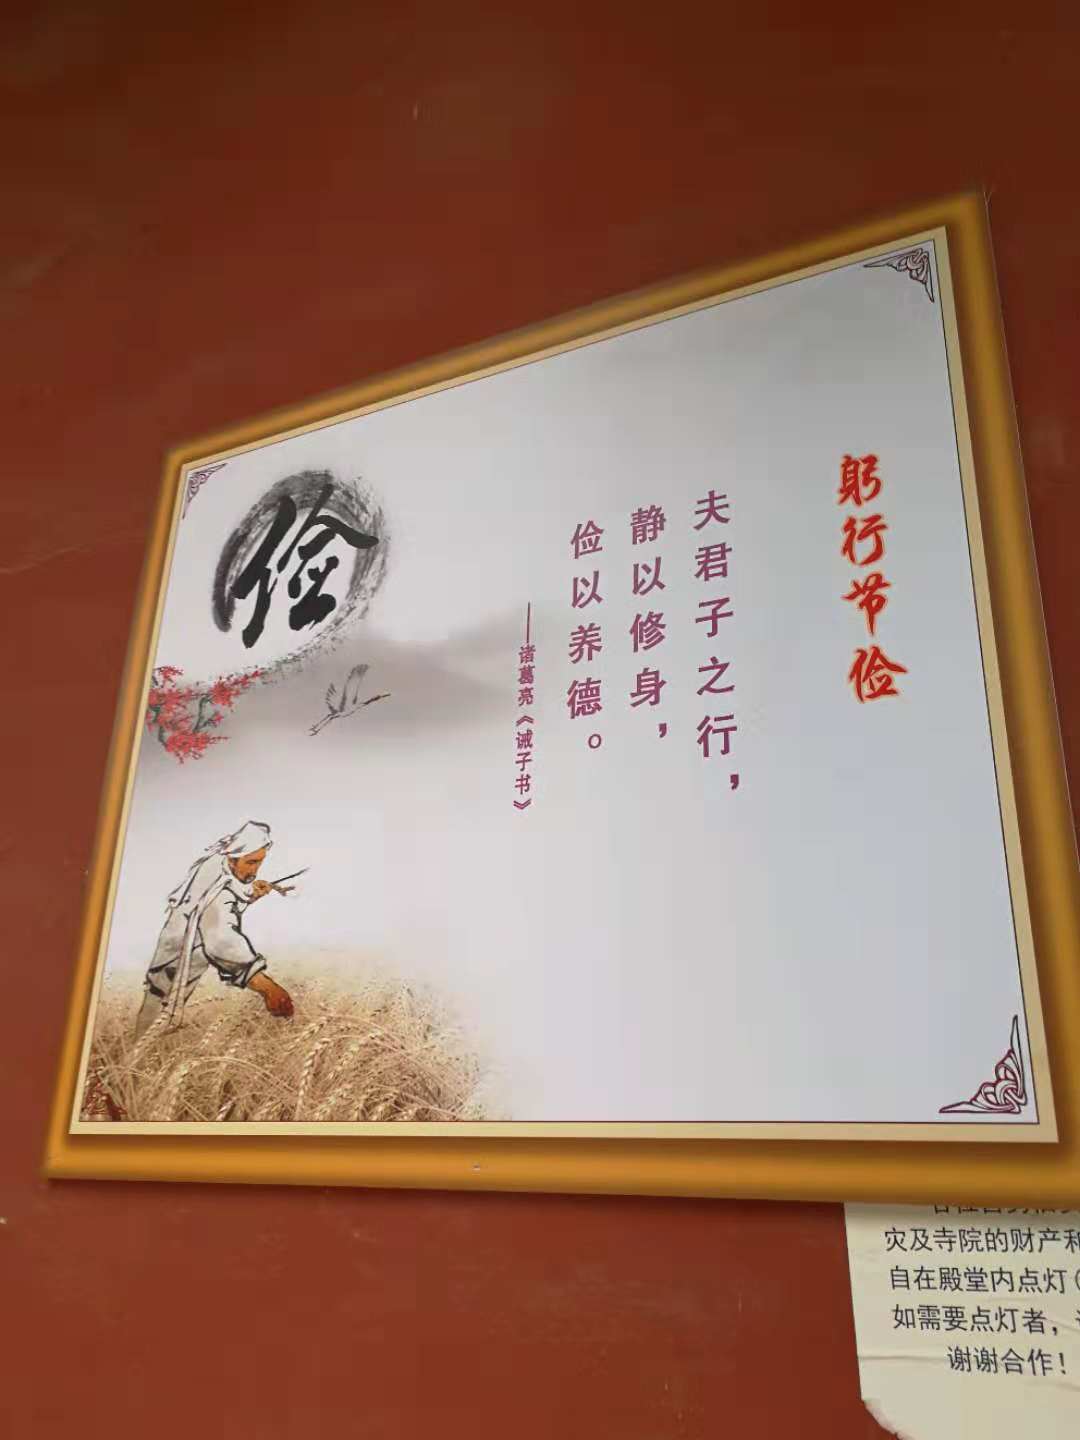 躬行节俭
夫君子之行，
静以修身，
俭以养德。
——诸葛亮《诫子书》
俭
灾及寺院的财产和
自在殿堂内点灯（
如需要点灯者，
谢谢合作！